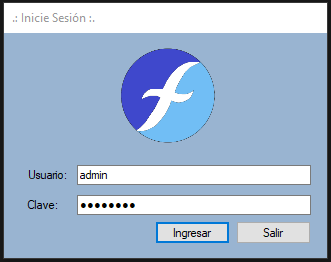 .: Inicie Sesión :.
Usuario: admin
Clave: ●●●●●●●●
Ingresar Salir